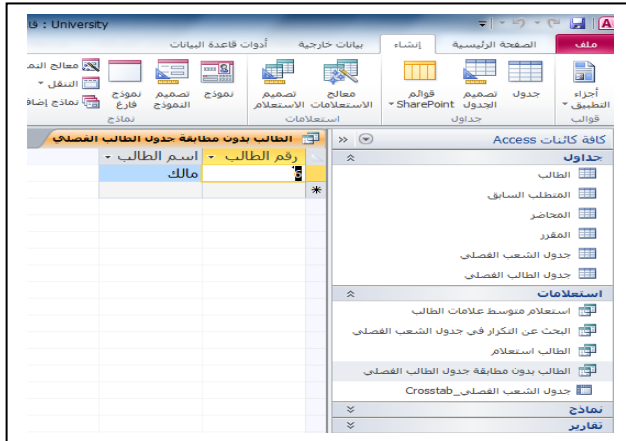 University : قا
ملف الصفحة الرئيسية إنشاء بيانات خارجية أدوات قاعدة البيانات
أجزاء التطبيق
قوالب
جدول تصميم الجدول قوائم SharePoint
جداول
معالج الاستعلامات تصميم الاستعلام
استعلامات
نموذج تصميم النموذج نموذج فارغ
معالج النم
التنقل
نماذج إضاف
نماذج
كافة كائنات Access
جداول
الطالب
المتطلب السابق
المحاضر
المقرر
جدول الشعب الفصلي
جدول الطالب الفصلي
استعلامات
استعلام متوسط علامات الطالب
البحث عن التكرار في جدول الشعب الفصلي
الطالب استعلام
الطالب بدون مطابقة جدول الطالب الفصلي
جدول الشعب الفصلي_Crosstab
نماذج
تقارير
الطالب بدون مطابقة جدول الطالب الفصلي
رقم الطالب اسم الطالب
6 مالك